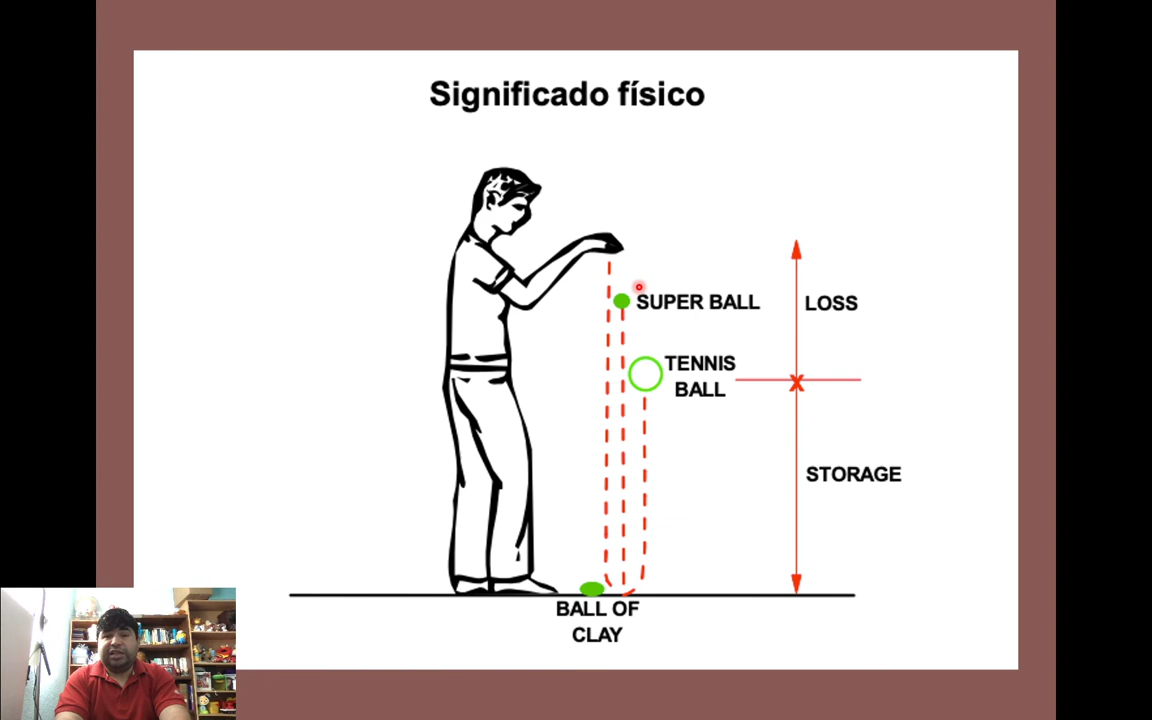 Significado físico
SUPER BALL
LOSS
TENNIS
BALL
STORAGE
BALL OF
CLAY